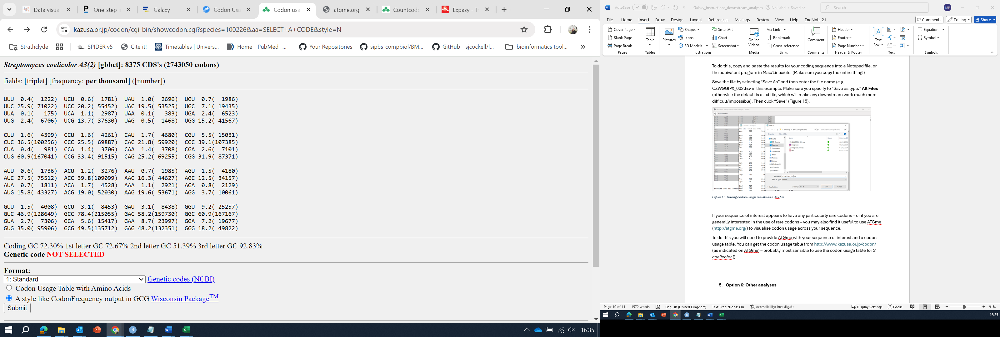 Data visual
One-step i
Galaxy
Codon Usa
Codon usa
atgme.org
Countcodo
Expasy - Tr
kazusa.or.jp/codon/cgi-bin/showcodon.cgi?species=100226&aa=SELECT+A+CODE&style=N
Strathclyde
SPIDER v5
Cite it!
Timetables | Univers...
Home - PubMed -...
Your Repositories
sipbs-compbiol/BM...
GitHub - sjcockell/l...
bioinformatics tool...
Streptomyces coelicolor A3(2) [gbbct]: 8375 CDS's (2743050 codons)
fields: [triplet] [frequency: per thousand] ([number])
UUU 0.4( 1222) UCU 0.6( 1781) UAU 1.0( 2696) UGU 0.7( 1986)
UUC 25.9( 71022) UCC 20.2( 55452) UAC 19.5( 53525) UGC 7.1( 19435)
UUA 0.1( 175) UCA 1.1( 2987) UAA 0.1( 383) UGA 2.4( 6523)
UUG 2.4( 6706) UCG 13.7( 37630) UAG 0.5( 1468) UGG 15.2( 41567)
CUU 1.6( 4399) CCU 1.6( 4261) CAU 1.7( 4680) CGU 5.5( 15031)
CUC 36.5(100256) CCC 25.5( 69887) CAC 21.8( 59920) CGC 39.1(107385)
CUA 0.4( 981) CCA 1.4( 3706) CAA 1.4( 3708) CGA 2.6( 7101)
CUG 60.9(167041) CCG 33.4( 91515) CAG 25.2( 69255) CGG 31.9( 87371)
AUU 0.6( 1736) ACU 1.2( 3276) AAU 0.7( 1985) AGU 1.5( 4180)
AUC 27.5( 75512) ACC 39.8(109099) AAC 16.3( 44627) AGC 12.5( 34157)
AUA 0.7( 1811) ACA 1.7( 4528) AAA 1.1( 2921) AGA 0.8( 2129)
AUG 15.8( 43327) ACG 19.0( 52030) AAG 19.6( 53671) AGG 3.7( 10061)
GUU 1.5( 4008) GCU 3.1( 8453) GAU 3.1( 8438) GGU 9.2( 25257)
GUC 46.9(128649) GCC 78.4(215055) GAC 58.2(159730) GGC 60.9(167167)
GUA 2.7( 7306) GCA 5.6( 15417) GAA 8.7( 23997) GGA 7.2( 19677)
GUG 35.0( 95906) GCG 49.5(135712) GAG 48.2(132351) GGG 18.2( 49822)
Coding GC 72.30% 1st letter GC 72.67% 2nd letter GC 51.39% 3rd letter GC 92.83%
Genetic code NOT SELECTED
Format:
1: Standard
Genetic codes (NCBI)
Codon Usage Table with Amino Acids
A style like CodonFrequency output in GCG Wisconsin Package™
Submit
16:35
AutoSave
Galaxy_instructions_downstream_analyses
No Label • Saved
Search
MF
File Home Insert Draw Design Layout References Mailings Review View Help EndNote 21
Comments
Editing
Share
Cover Page
Blank Page
Page Break
Pages
Table
Tables
Pictures
Shapes
Icons
3D Models
SmartArt
Chart
Screenshot
Illustrations
Online Videos
Media
Link
Bookmark
Cross-reference
Links
Comment
Comments
Header
Footer
Page Number
Header & Footer
Text Box
Text
Equation
Symbol
Symbols
To do this, copy and paste the results for your coding sequence into a Notepad file, or
the equivalent program in Mac/Linux/etc. (Make sure you copy the entire thing!)
Save the file by selecting “Save As” and then enter the file name (e.g.
CZWGGIPX_002.tsv in this example. Make sure you specify to “Save as type:” All Files
(otherwise the default is a .txt file, which will make any downstream work much more
difficult/impossible). Then click “Save” (Figure 15).
Figure 15. Saving codon usage results as a .tsv file
If your sequence of interest appears to have any particularly rare codons – or if you are
generally interested in the use of rare codons – you may also find it useful to use ATGme
(http://atgme.org/) to visualise codon usage across your sequence.
To do this you will need to provide ATGme with your sequence of interest and a codon
usage table. You can get the codon usage table from http://www.kazusa.or.jp/codon/
(as indicated on ATGme) – probably most sensible to use the codon usage table for S.
coelicolor ().
5. Option 6: Other analyses
Page 10 of 11
1572 words
English (United Kingdom)
Text Predictions: On
Accessibility: Investigate
Display Settings
Focus
91%
16:35